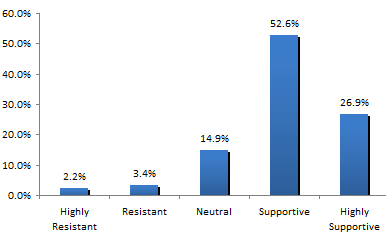 60.0%
50.0%
40.0%
30.0%
20.0%
10.0%
0.0%
2.2%
3.4%
14.9%
52.6%
26.9%
Highly
Resistant
Resistant
Neutral
Supportive
Highly
Supportive